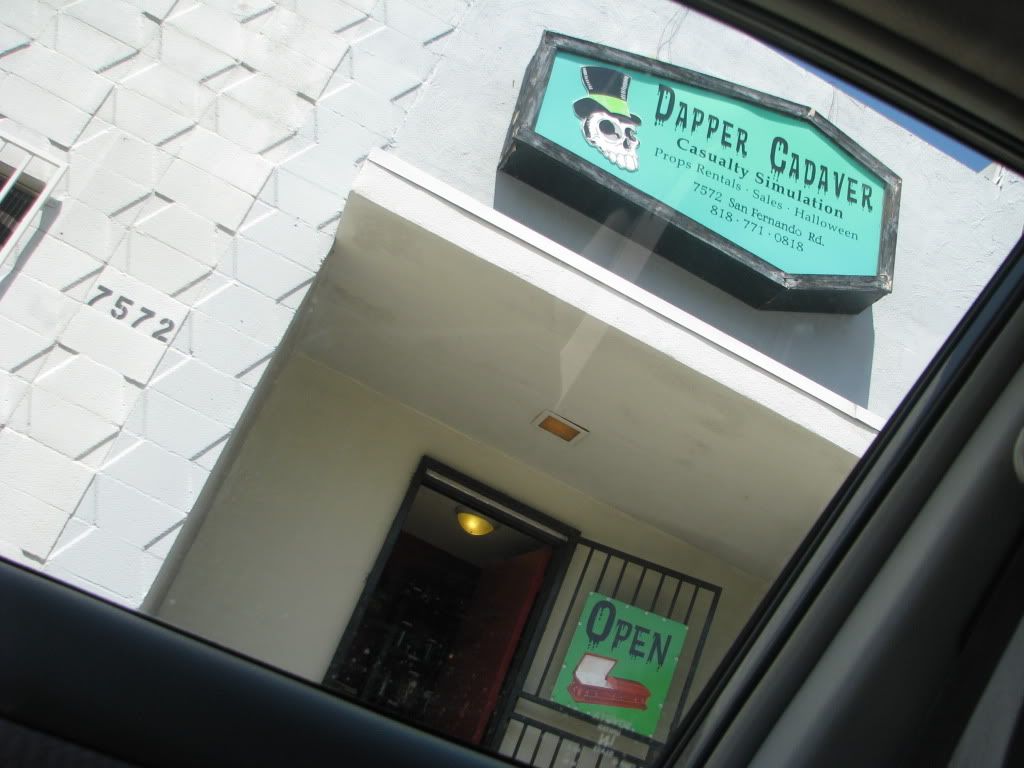 DAPPER CADAVER
Casualty Simulation
Props Rentals · Sales · Halloween
7572 San Fernando Rd.
818·771·0818
7572
OPEN